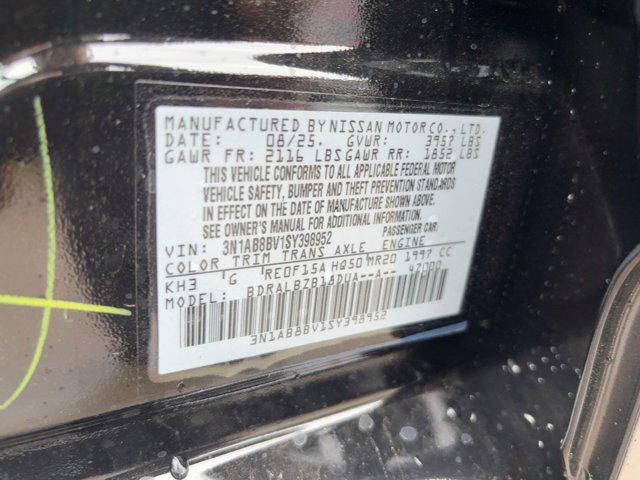 MANUFACTURED BY NISSAN MOTOR CO., LTD.
DATE: 08/25. GVWR: 3957 LBS
GAWR FR: 2116 LBS GAWR RR: 1852 LBS
THIS VEHICLE CONFORMS TO ALL APPLICABLE FEDERAL MOTOR
VEHICLE SAFETY, BUMPER AND THEFT PREVENTION STANDARDS
IN EFFECT ON THE DATE OF MANUFACTURE SHOWN ABOVE.
SEE OWNER'S MANUAL FOR ADDITIONAL INFORMATION.
VIN: 3N1AB8BV1SY398952 PASSENGER CAR.
COLOR TRIM TRANS AXLE ENGINE
KH3 G RE0F15A HQ50 MR20 1997 CC
MODEL: BDRALBZB18DUA--A-- 47000
3N1AB8BV1SY398952